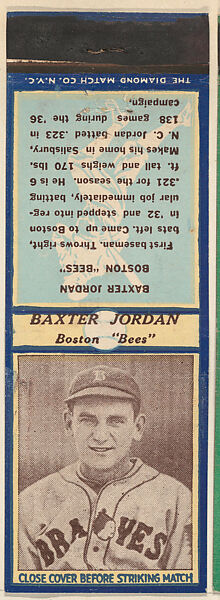 THE DIAMOND MATCH CO. N.Y.C.
BAXTER JORDAN
BOSTON "BEES"
First baseman. Throws right,
bats left. Came up to Boston
in '32 and stepped into reg-
ular job immediately, batting
.321 for the season. He is 6
ft. tall and weighs 170 lbs.
Makes his home in Salisbury,
N. C. Jordan batted .323 in
138 games during the '36
campaign.
BAXTER JORDAN
Boston "Bees"
B
BRAVES
CLOSE COVER BEFORE STRIKING MATCH